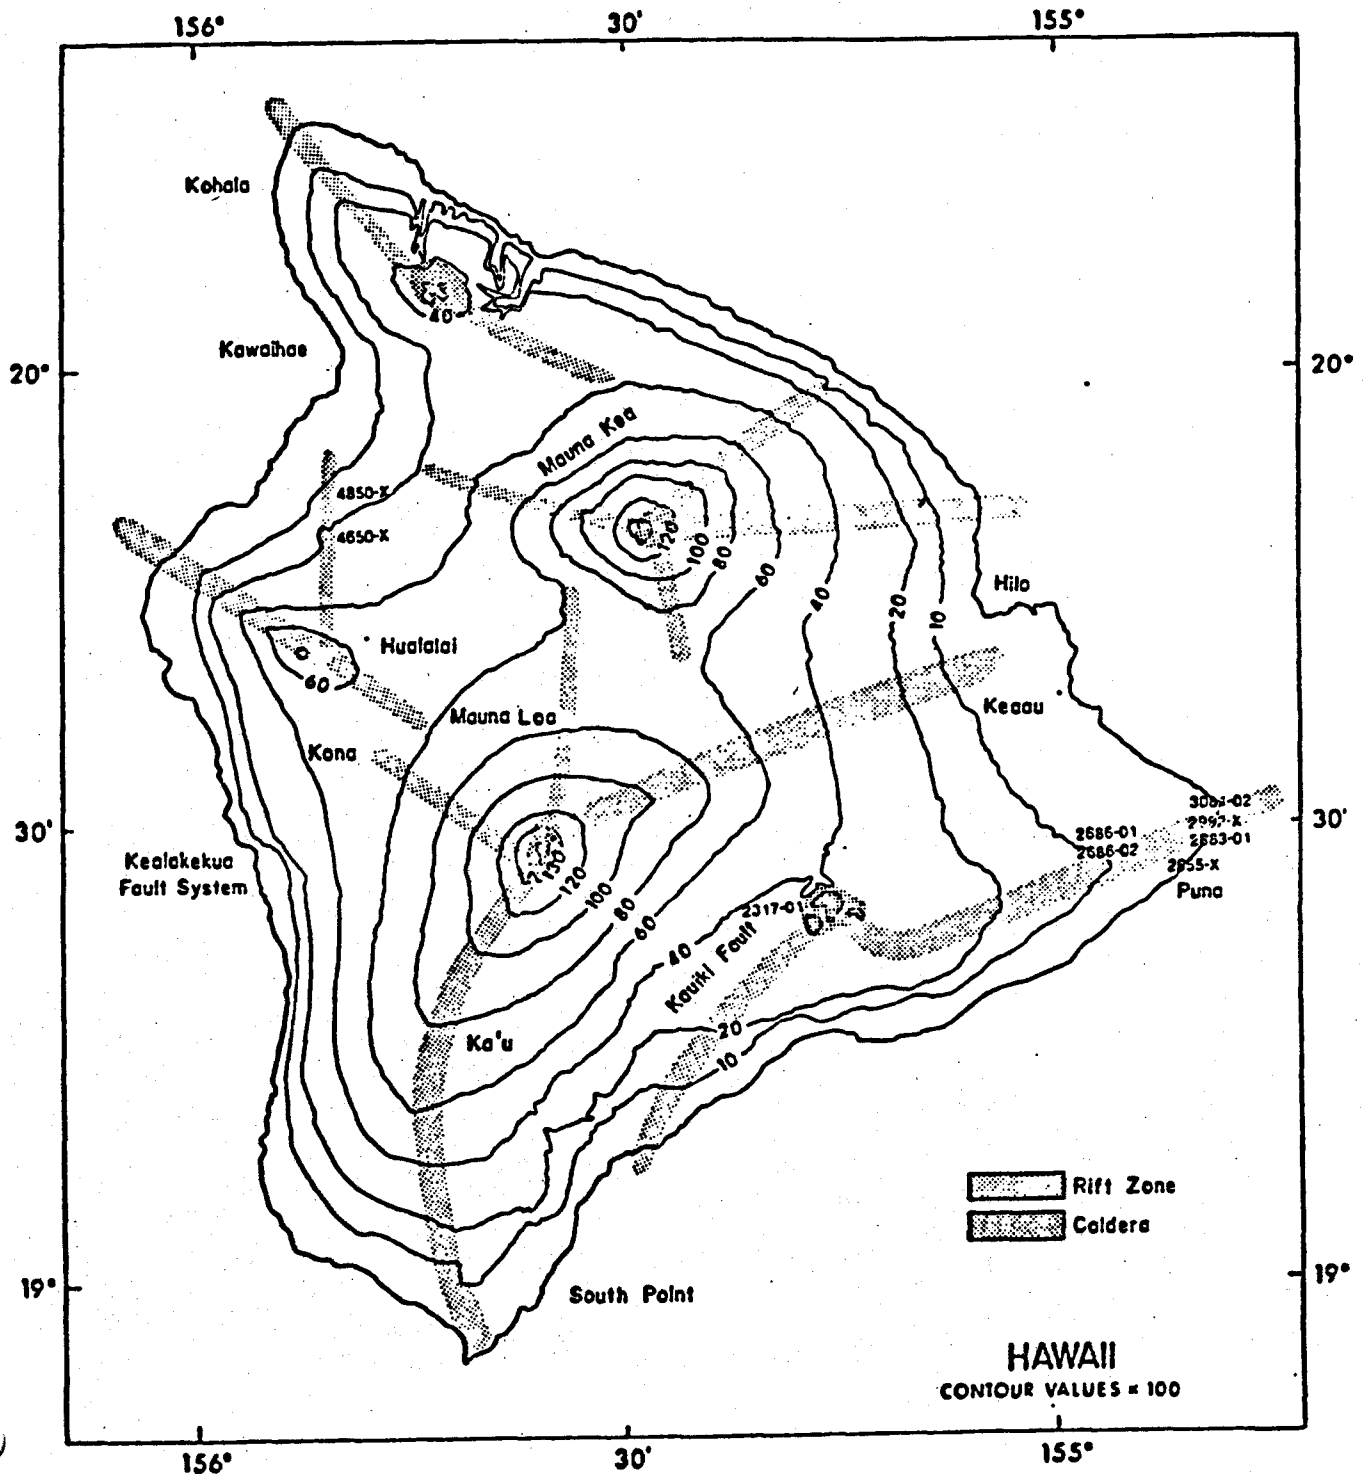 156°
30'
155°
Kohala
40
Kawaihae
20°
20°
Mauna Kea
4850-X
4650-X
120
100
80
60
40
20
10
Hilo
Hualalai
60
Mauna Loa
Keaau
Kona
30'
30'
2686-01
2686-02
2883-01
Puna
Kealakekua
Fault System
130
120
100
80
60
40
2317-01
Kauiki Fault
20
10
Ka'u
Rift Zone
Caldera
19°
19°
South Point
HAWAII
CONTOUR VALUES × 100
156°
30'
155°